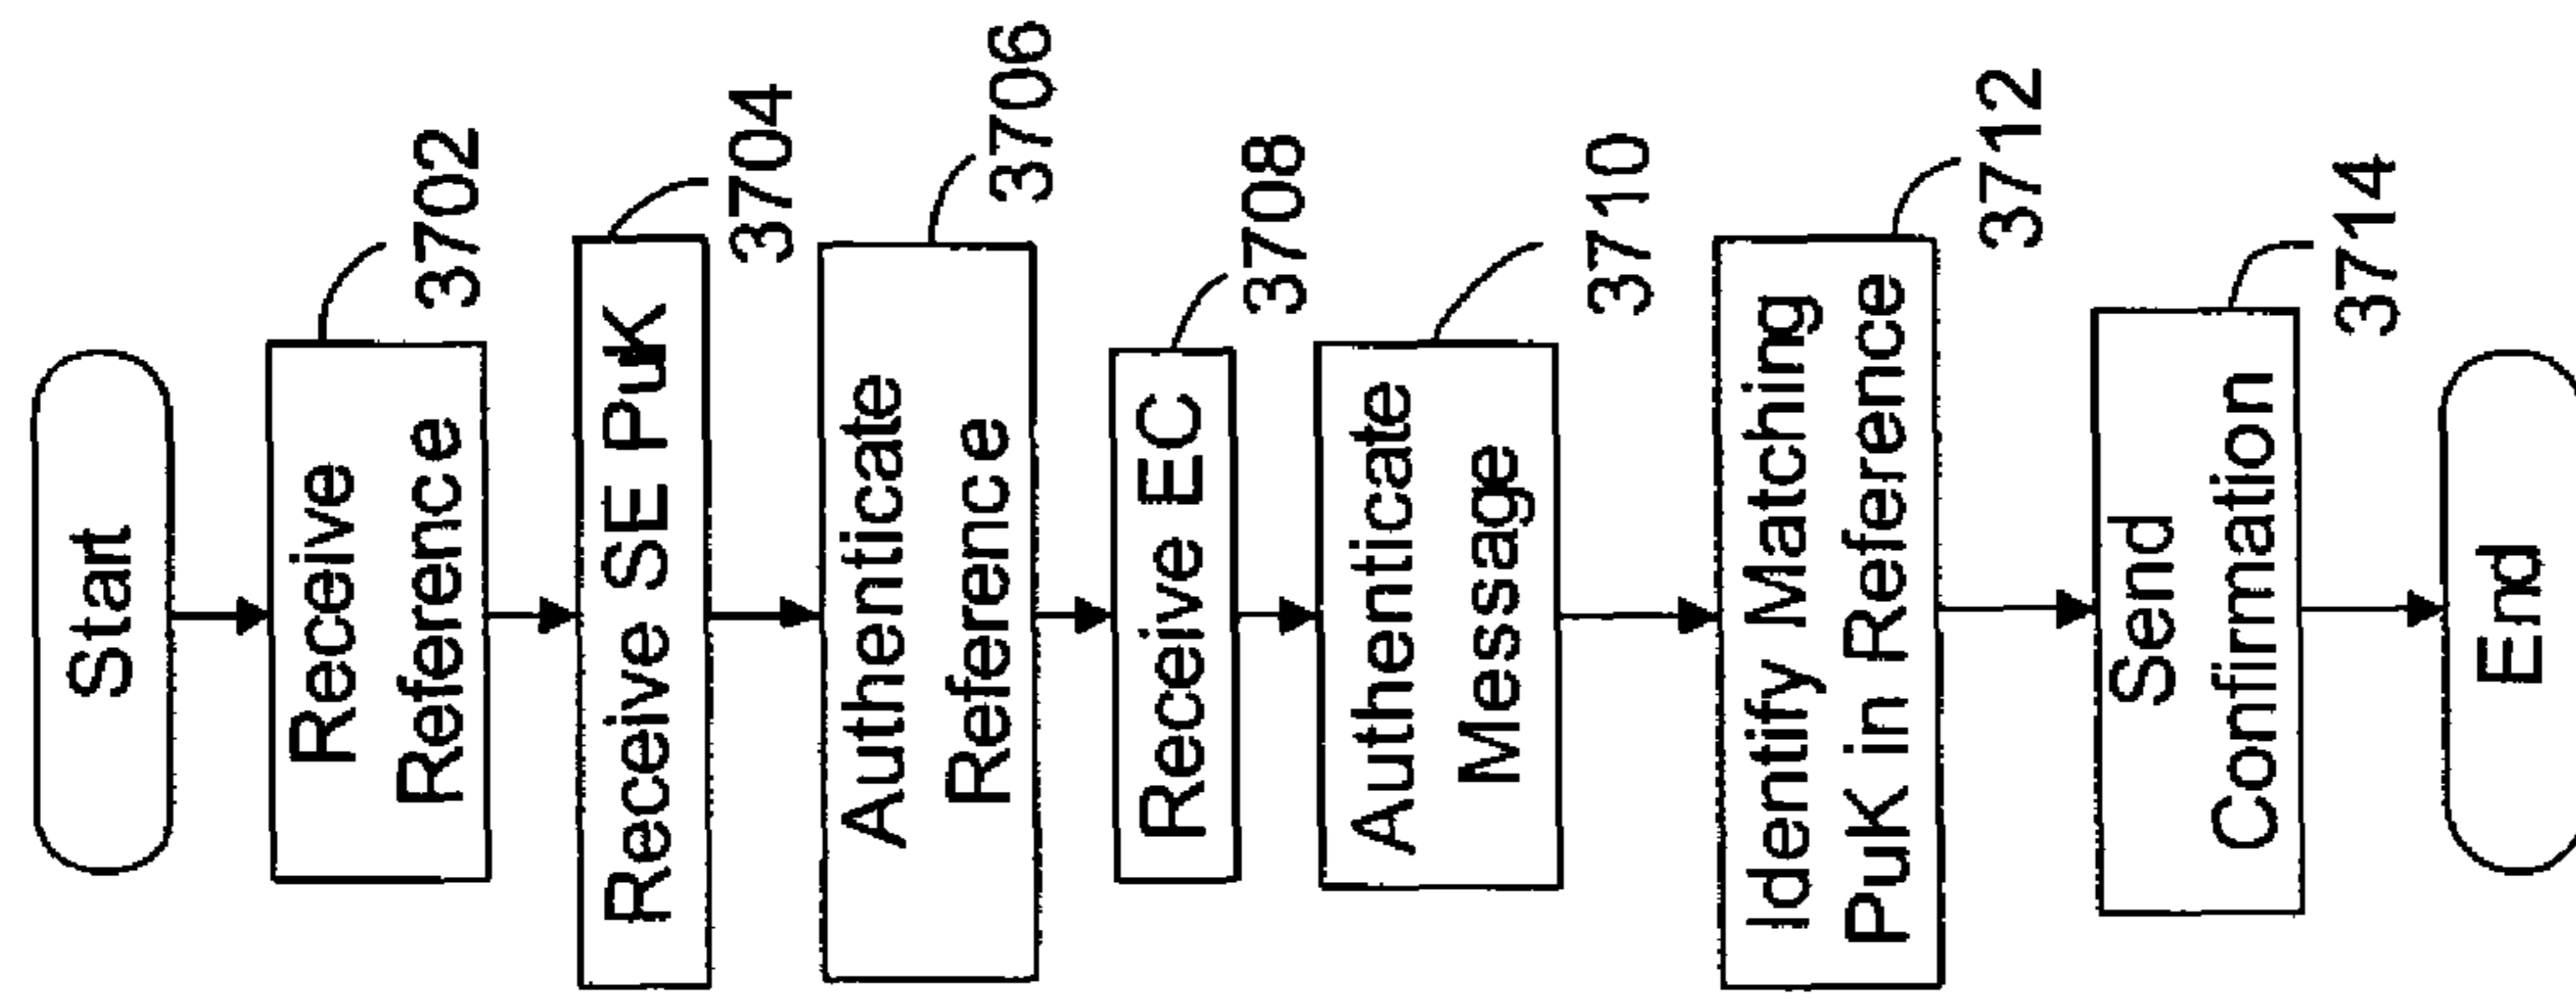 Start
Receive
Reference
3702
Receive SE PuK
3704
Authenticate
Reference
3706
Receive EC
3708
Authenticate
Message
3710
Identify Matching
PuK in Reference
3712
Send
Confirmation
3714
End